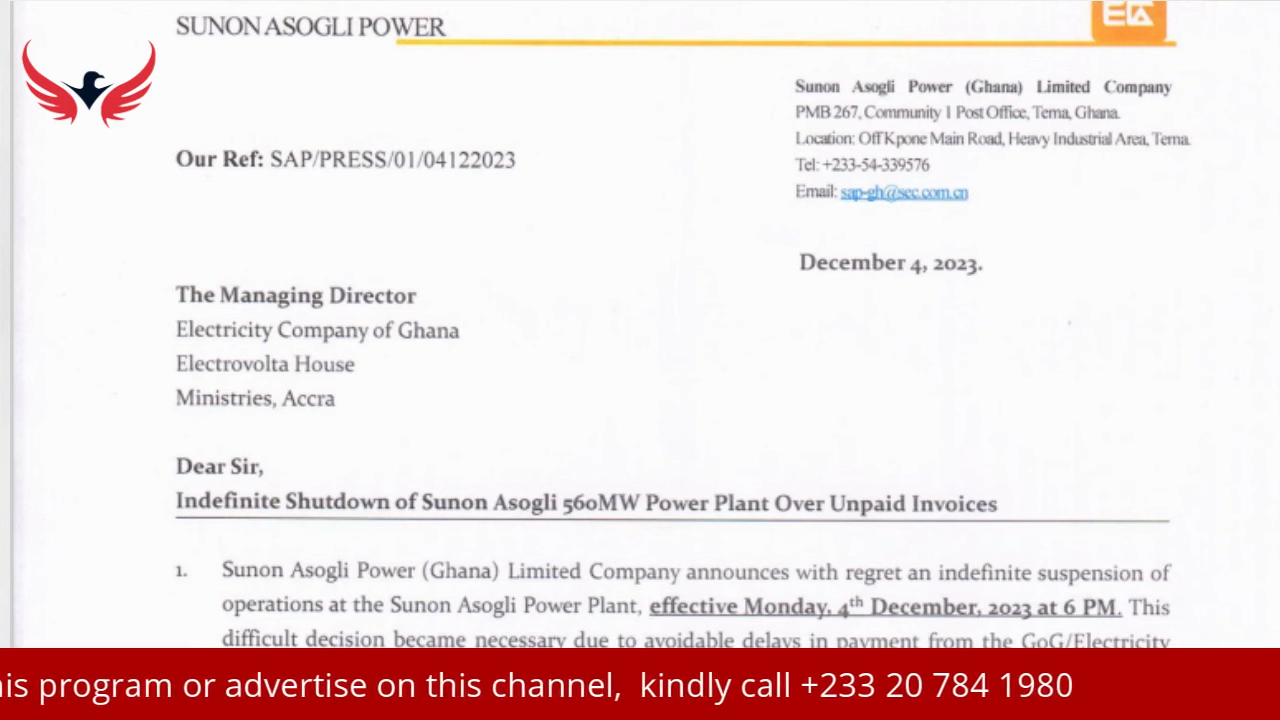 SUNON ASOGLI POWER
Sunon Asogli Power (Ghana) Limited Company
PMB 267, Community 1 Post Office, Tema, Ghana.
Location: Off Kpone Main Road, Heavy Industrial Area, Tema.
Tel: +233-54-339576
Email: sap-gh@sec.com.cn
Our Ref: SAP/PRESS/01/04122023
December 4, 2023.
The Managing Director
Electricity Company of Ghana
Electrovolta House
Ministries, Accra
Dear Sir,
Indefinite Shutdown of Sunon Asogli 560MW Power Plant Over Unpaid Invoices
1. Sunon Asogli Power (Ghana) Limited Company announces with regret an indefinite suspension of
operations at the Sunon Asogli Power Plant, effective Monday, 4th December, 2023 at 6 PM. This
difficult decision became necessary due to avoidable delays in payment from the GoG/Electricity
his program or advertise on this channel, kindly call +233 20 784 1980